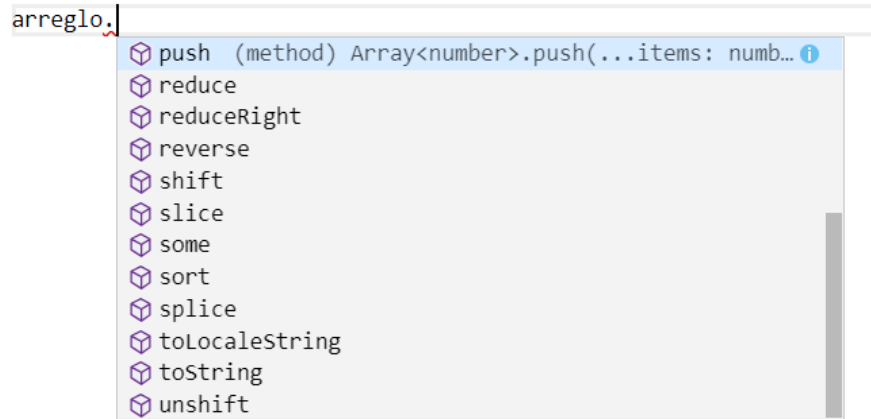 arreglo.
push (method) Array<number>.push(...items: numb…
reduce
reduceRight
reverse
shift
slice
some
sort
splice
toLocaleString
toString
unshift